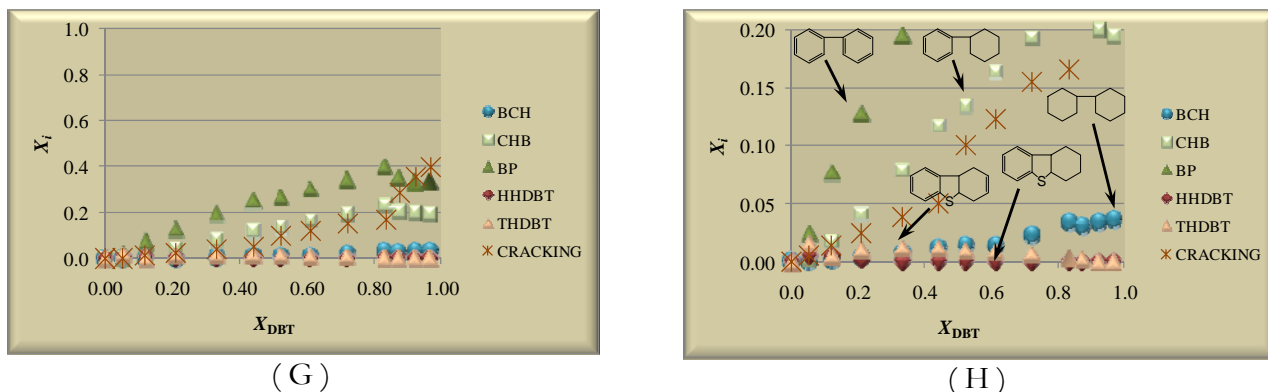 1.0
0.8
0.6
0.4
0.2
0.0
X_i
0.00 0.20 0.40 0.60 0.80 1.00
X_DBT
BCH
CHB
BP
HHDBT
THDBT
CRACKING
(G)
0.20
0.15
0.10
0.05
0.00
X_i
0.0 0.2 0.4 0.6 0.8 1.0
X_DBT
S
S
BCH
CHB
BP
HHDBT
THDBT
CRACKING
(H)